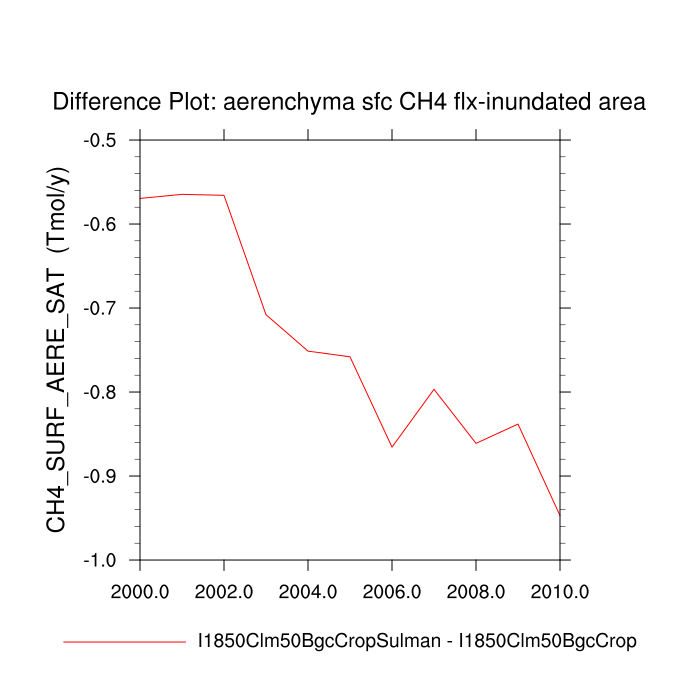 Difference Plot: aerenchyma sfc CH4 flx-inundated area
CH4_SURF_AERE_SAT (Tmol/y)
-0.5
-0.6
-0.7
-0.8
-0.9
-1.0
2000.0 2002.0 2004.0 2006.0 2008.0 2010.0
I1850Clm50BgcCropSulman - I1850Clm50BgcCrop